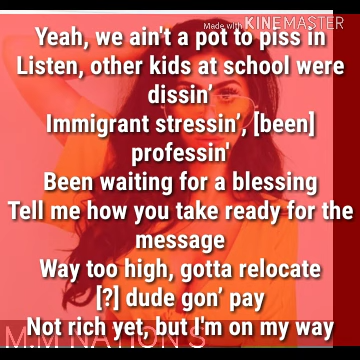 Made with KINEMASTER
Yeah, we ain't a pot to piss in
Listen, other kids at school were
dissin'
Immigrant stressin', [been]
professin'
Been waiting for a blessing
Tell me how you take ready for the
message
Way too high, gotta relocate
[?] dude gon' pay
Not rich yet, but I'm on my way
M.M NATION'S